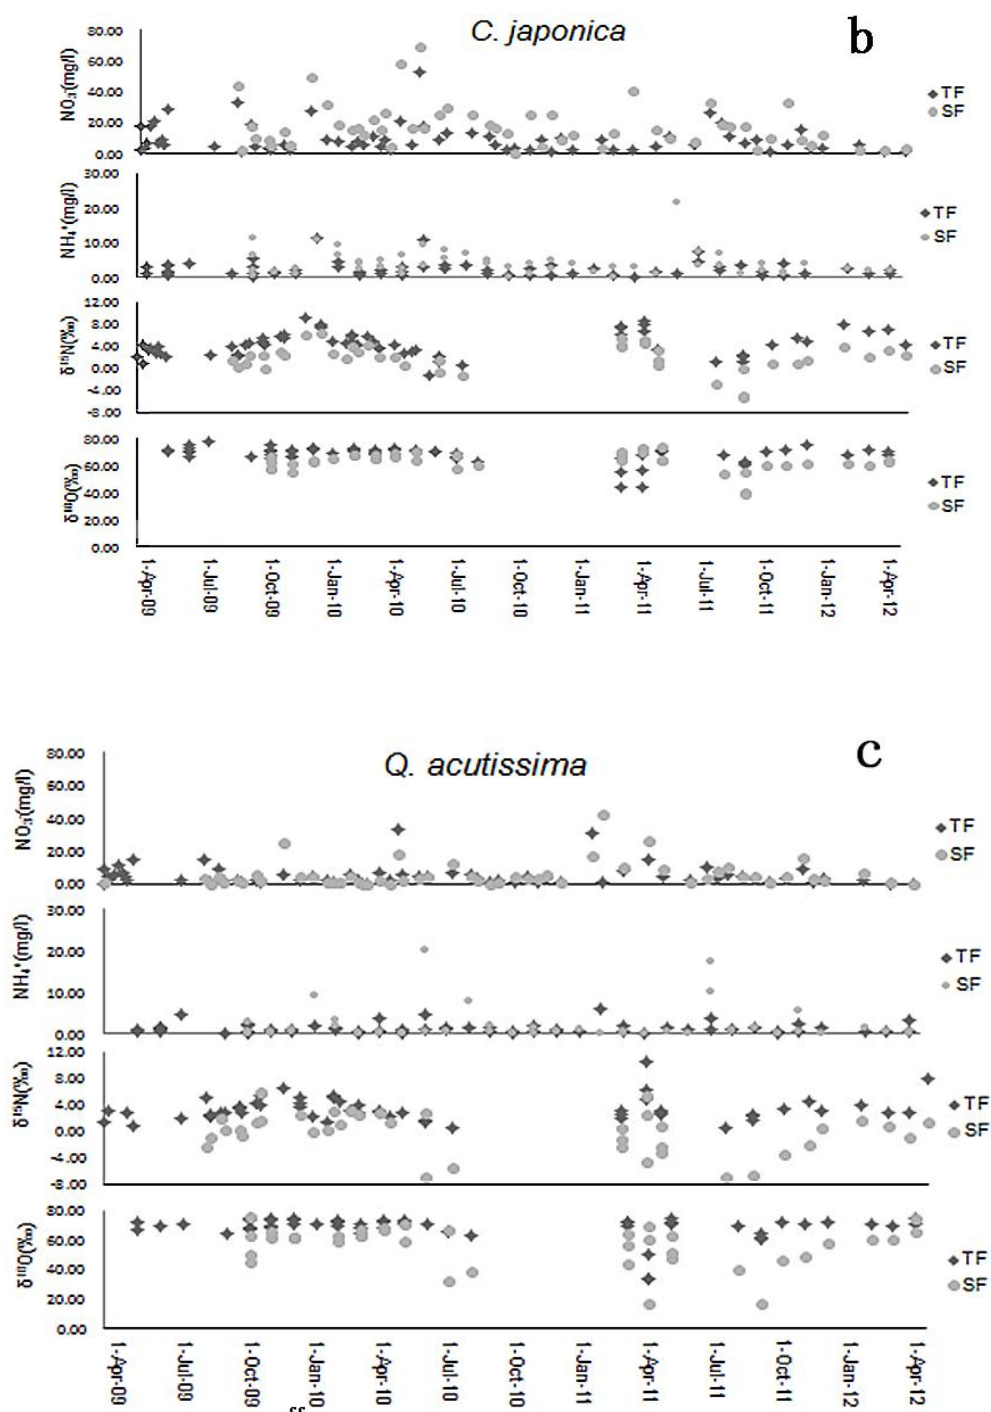 C. japonica
b
NO₃⁻(mg/l)
80.00
60.00
40.00
20.00
0.00
TF
SF
NH₄⁺(mg/l)
30.00
20.00
10.00
0.00
TF
SF
δ¹⁵N(‰)
12.00
8.00
4.00
0.00
-4.00
-8.00
TF
SF
δ¹⁸O(‰)
80.00
60.00
40.00
20.00
0.00
TF
SF
1-Apr-09
1-Jul-09
1-Oct-09
1-Jan-10
1-Apr-10
1-Jul-10
1-Oct-10
1-Jan-11
1-Apr-11
1-Jul-11
1-Oct-11
1-Jan-12
1-Apr-12
Q. acutissima
c
NO₃⁻(mg/l)
80.00
60.00
40.00
20.00
0.00
TF
SF
NH₄⁺(mg/l)
30.00
20.00
10.00
0.00
TF
SF
δ¹⁵N(‰)
12.00
8.00
4.00
0.00
-4.00
-8.00
TF
SF
δ¹⁸O(‰)
80.00
60.00
40.00
20.00
0.00
TF
SF
1-Apr-09
1-Jul-09
1-Oct-09
1-Jan-10
1-Apr-10
1-Jul-10
1-Oct-10
1-Jan-11
1-Apr-11
1-Jul-11
1-Oct-11
1-Jan-12
1-Apr-12